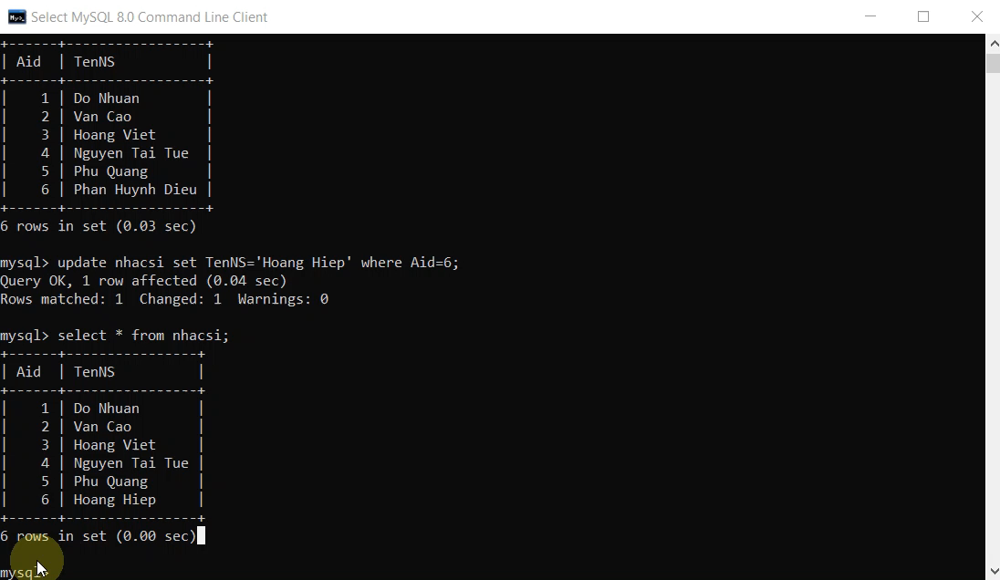 Select MySQL 8.0 Command Line Client
+------+-----------------+
| Aid  | TenNS           |
+------+-----------------+
|    1 | Do Nhuan        |
|    2 | Van Cao         |
|    3 | Hoang Viet      |
|    4 | Nguyen Tai Tue  |
|    5 | Phu Quang       |
|    6 | Phan Huynh Dieu |
+------+-----------------+
6 rows in set (0.03 sec)
mysql> update nhacsi set TenNS='Hoang Hiep' where Aid=6;
Query OK, 1 row affected (0.04 sec)
Rows matched: 1  Changed: 1  Warnings: 0
mysql> select * from nhacsi;
+------+----------------+
| Aid  | TenNS          |
+------+----------------+
|    1 | Do Nhuan       |
|    2 | Van Cao        |
|    3 | Hoang Viet     |
|    4 | Nguyen Tai Tue |
|    5 | Phu Quang      |
|    6 | Hoang Hiep     |
+------+----------------+
6 rows in set (0.00 sec)
mysql>